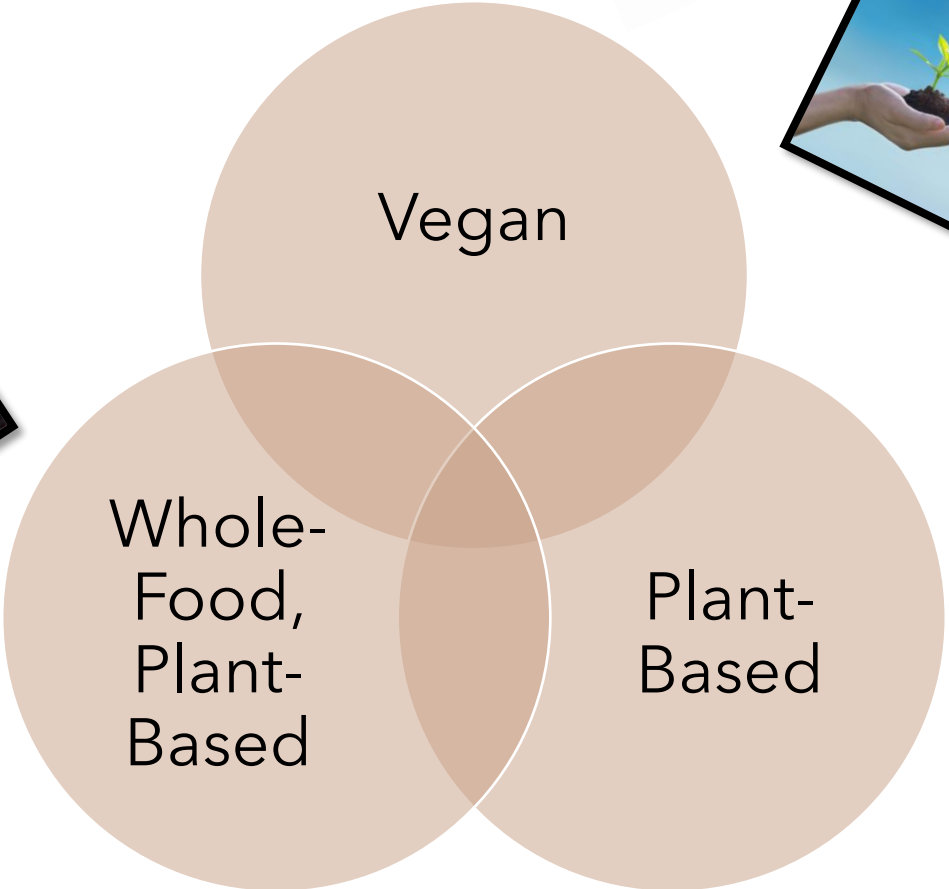 Vegan
Whole-
Food,
Plant-
Based
Plant-
Based